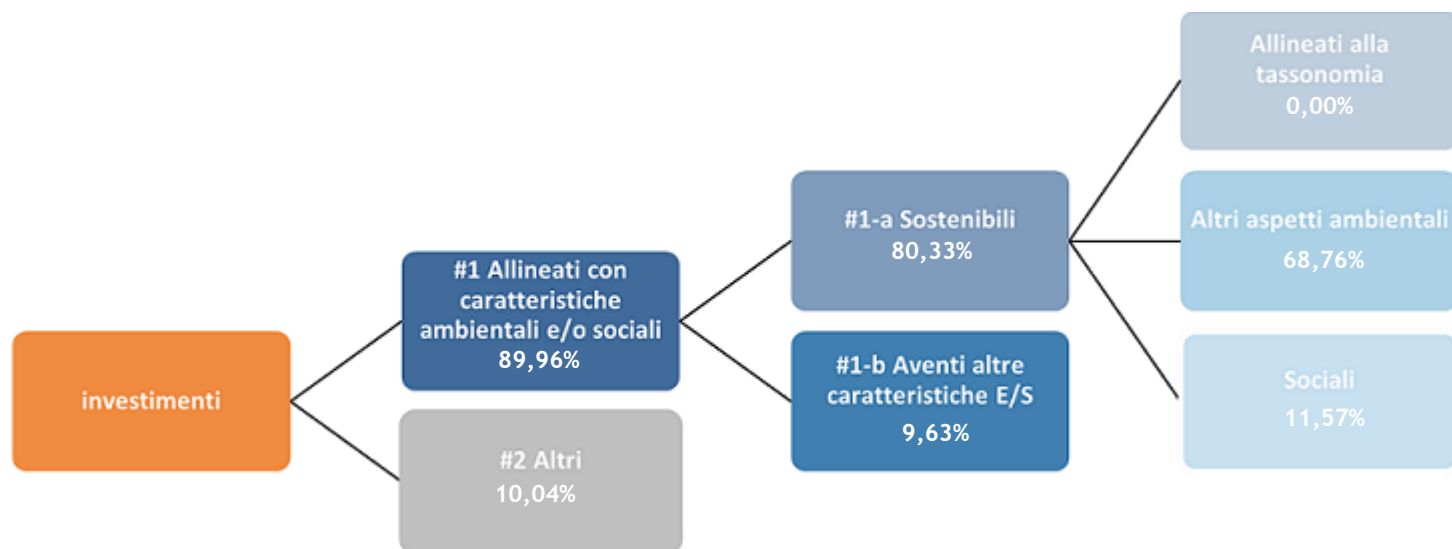 investimenti
#1 Allineati con
caratteristiche
ambientali e/o sociali
89,96%
#2 Altri
10,04%
#1-a Sostenibili
80,33%
#1-b Aventi altre
caratteristiche E/S
9,63%
Allineati alla
tassonomia
0,00%
Altri aspetti ambientali
68,76%
Sociali
11,57%